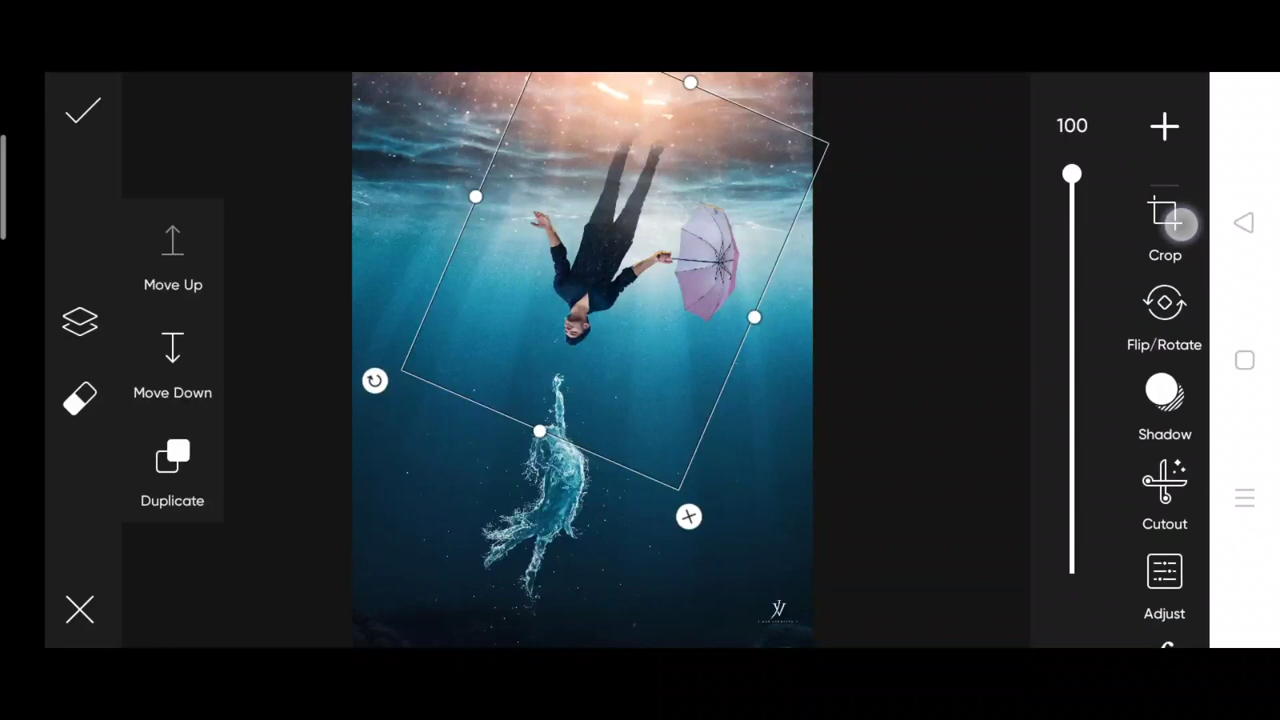 100
Move Up
Crop
Flip/Rotate
Move Down
Shadow
Duplicate
Cutout
Adjust